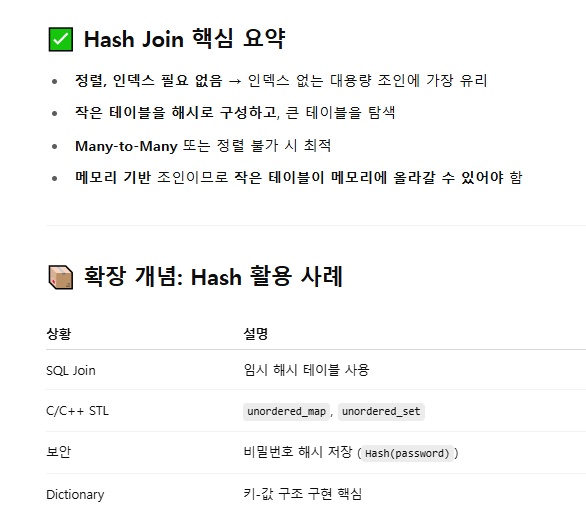 ✅ Hash Join 핵심 요약
• 정렬, 인덱스 필요 없음 → 인덱스 없는 대용량 조인에 가장 유리
• 작은 테이블을 해시로 구성하고, 큰 테이블을 탐색
• Many-to-Many 또는 정렬 불가 시 최적
• 메모리 기반 조인이므로 작은 테이블이 메모리에 올라갈 수 있어야 함
📦 확장 개념: Hash 활용 사례
상황 설명
SQL Join 임시 해시 테이블 사용
C/C++ STL unordered_map, unordered_set
보안 비밀번호 해시 저장 (Hash(password))
Dictionary 키-값 구조 구현 핵심